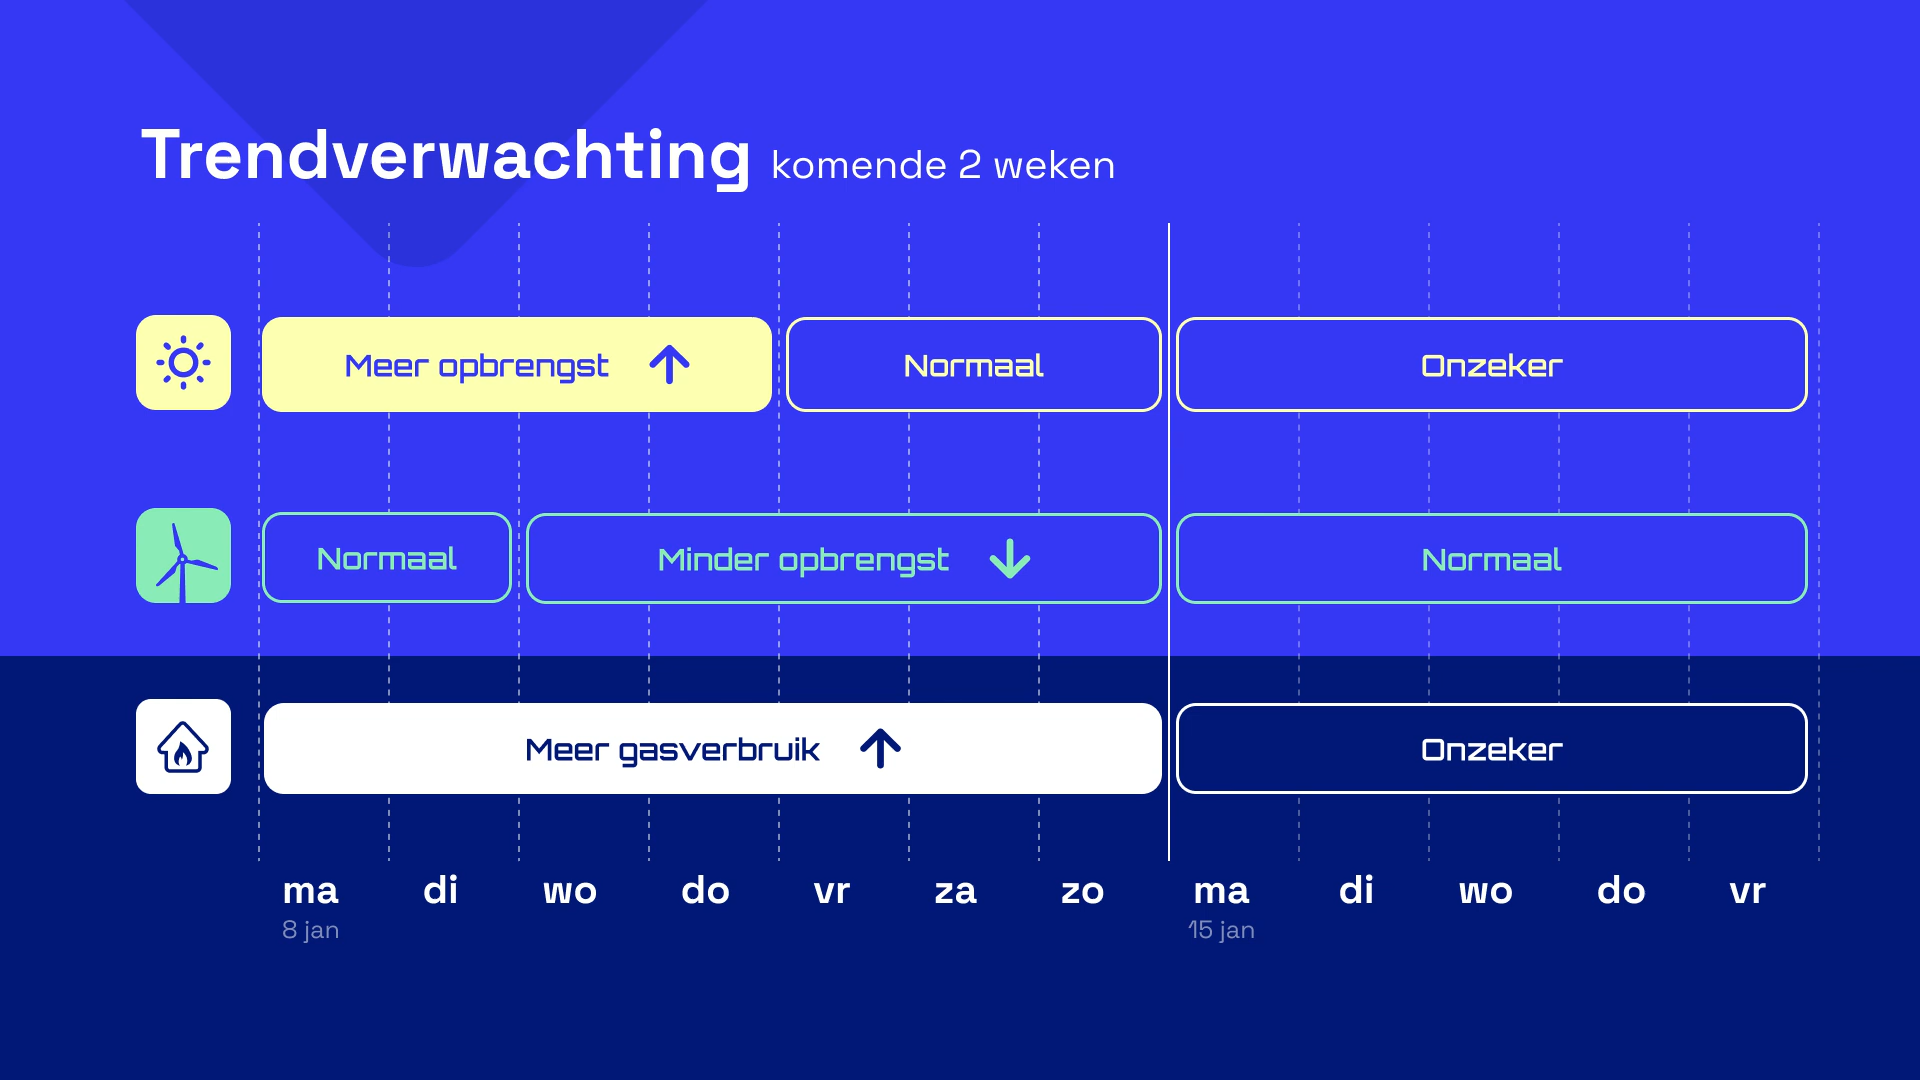 Trendverwachting komende 2 weken
Meer opbrengst Normaal Onzeker
Normaal Minder opbrengst Normaal
Meer gasverbruik Onzeker
ma di wo do vr za zo ma di wo do vr
8 jan 15 jan